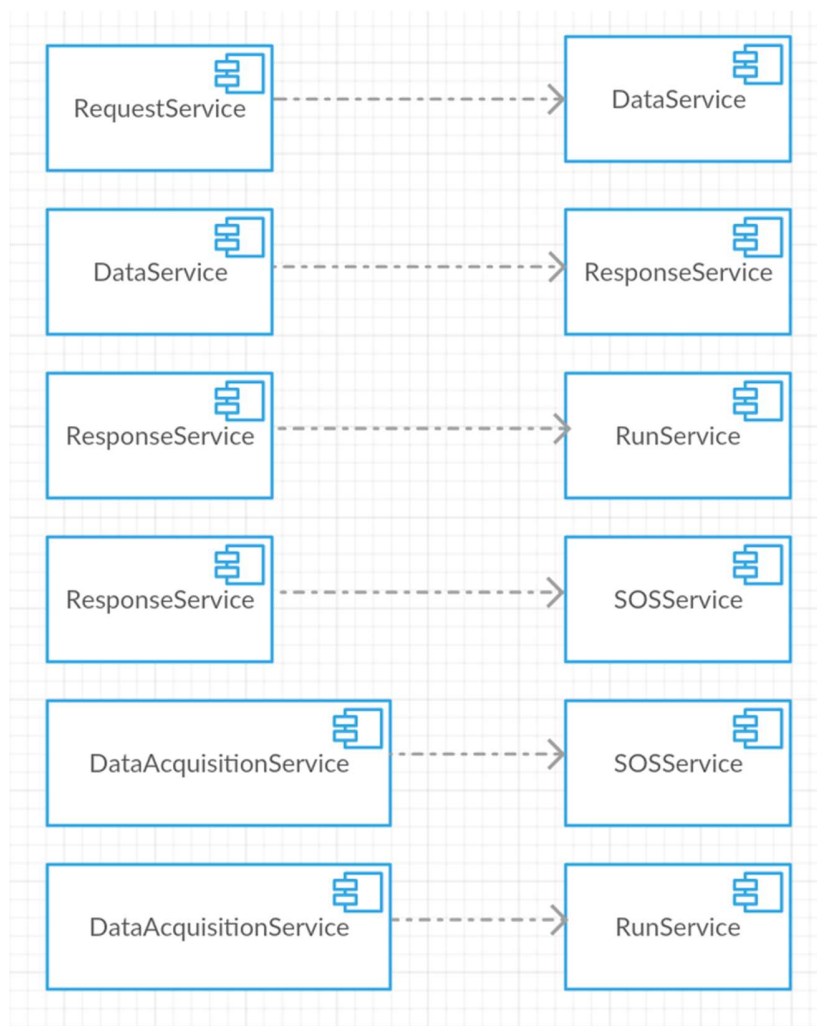 RequestService
DataService
DataService
ResponseService
ResponseService
RunService
ResponseService
SOSService
DataAcquisitionService
SOSService
DataAcquisitionService
RunService